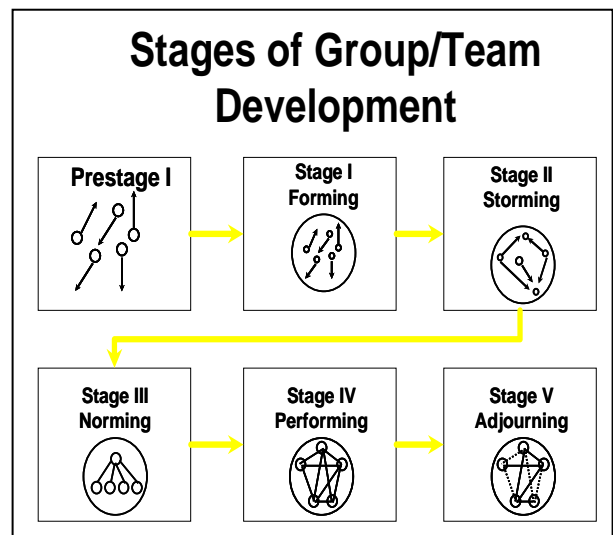 Stages of Group/Team
Development
Prestage I
Stage I
Forming
Stage II
Storming
Stage III
Norming
Stage IV
Performing
Stage V
Adjourning